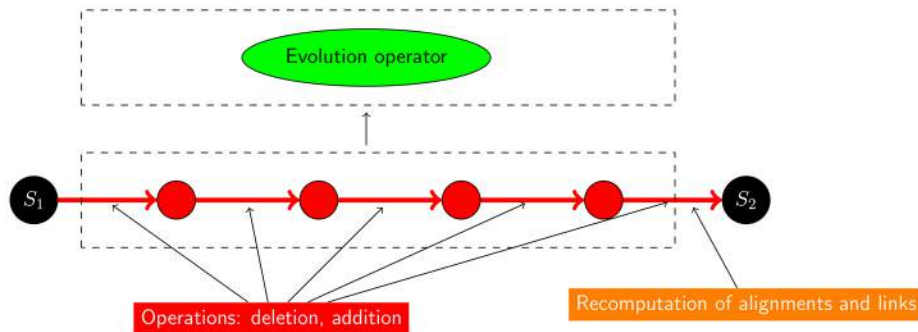 Evolution operator
S₁
S₂
Operations: deletion, addition
Recomputation of alignments and links